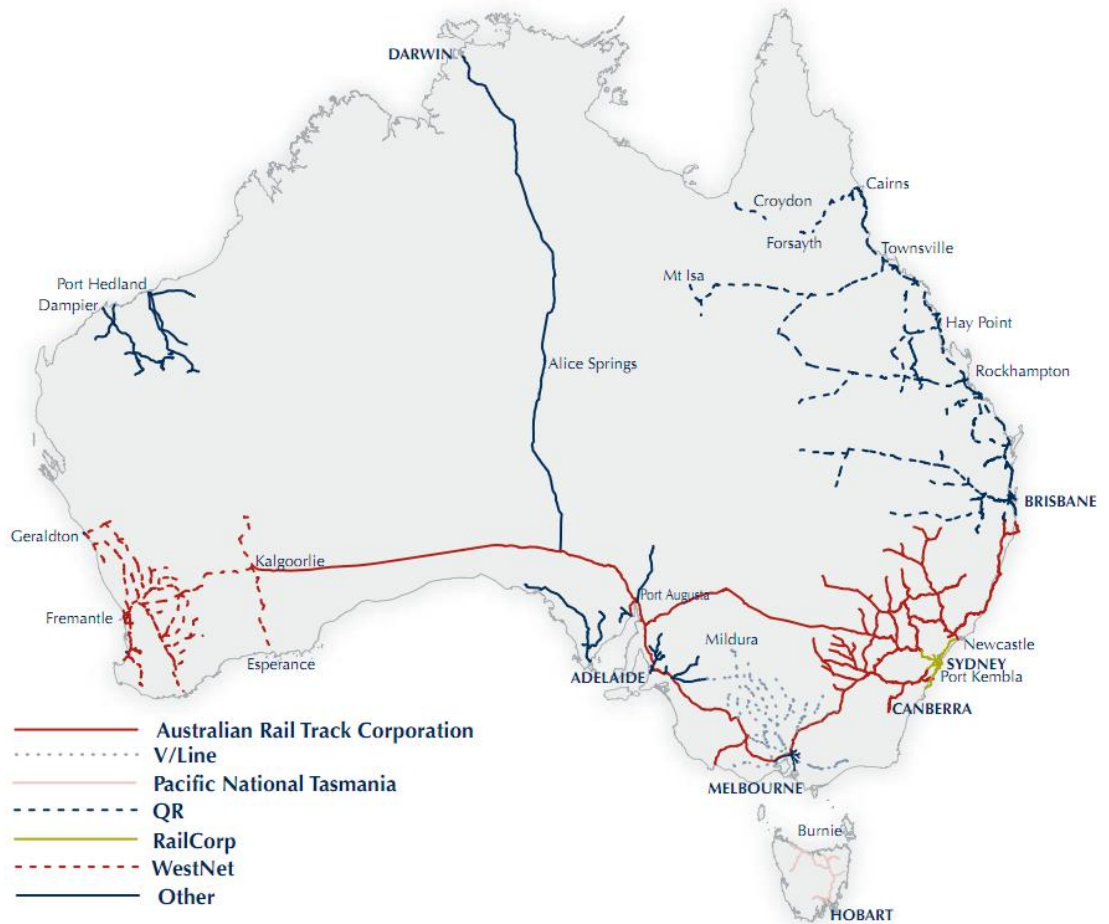 DARWIN
Cairns
Croydon
Forsayth
Townsville
Port Hedland
Mt Isa
Dampier
Hay Point
Alice Springs
Rockhampton
BRISBANE
Geraldton
Kalgoorlie
Port Augusta
Fremantle
Mildura
Newcastle
Esperance
SYDNEY
ADELAIDE
Port Kembla
CANBERRA
Australian Rail Track Corporation
V/Line
Pacific National Tasmania
MELBOURNE
QR
Burnie
RailCorp
WestNet
Other
HOBART